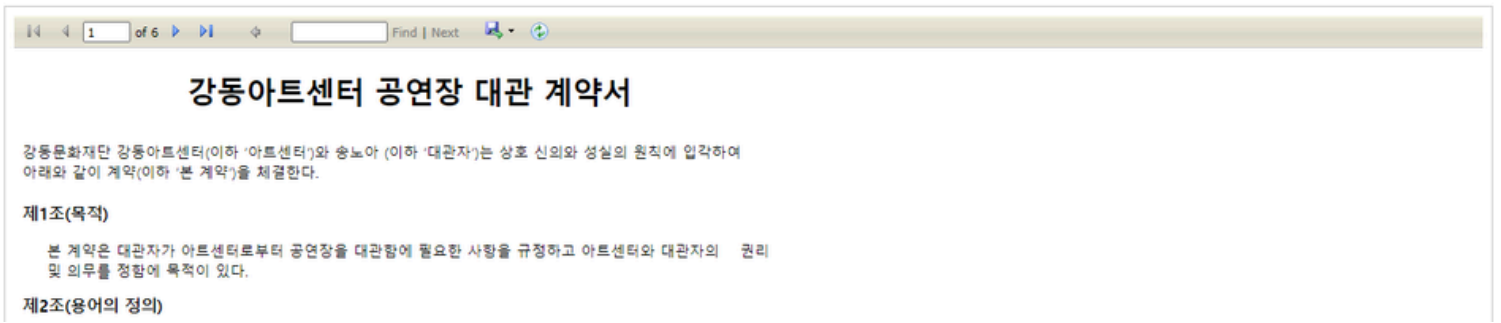 1 of 6 Find | Next
강동아트센터 공연장 대관 계약서
강동문화재단 강동아트센터(이하 '아트센터')와 송노아 (이하 '대관자')는 상호 신의와 성실의 원칙에 입각하여
아래와 같이 계약(이하 '본 계약')을 체결한다.
제1조(목적)
본 계약은 대관자가 아트센터로부터 공연장을 대관함에 필요한 사항을 규정하고 아트센터와 대관자의 권리
및 의무를 정함에 목적이 있다.
제2조(용어의 정의)